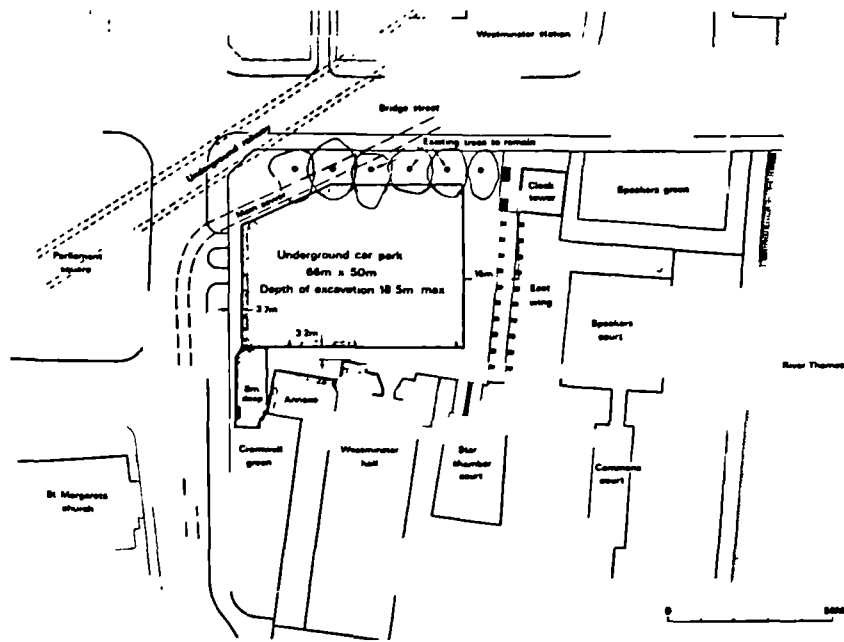 Westminster station
Bridge street
Existing trees to remain
Underground railway
Main sewer
Clock
tower
Speakers green
Parliament
square
Underground car park
66m x 50m
Depth of excavation 18 5m max
16m
East
wing
3 7m
3 2m
Speakers
court
River Thames
8m
deep
Annexe
Cromwell
green
Westminster
hall
Star
chamber
court
Commons
court
St Margarets
church
0